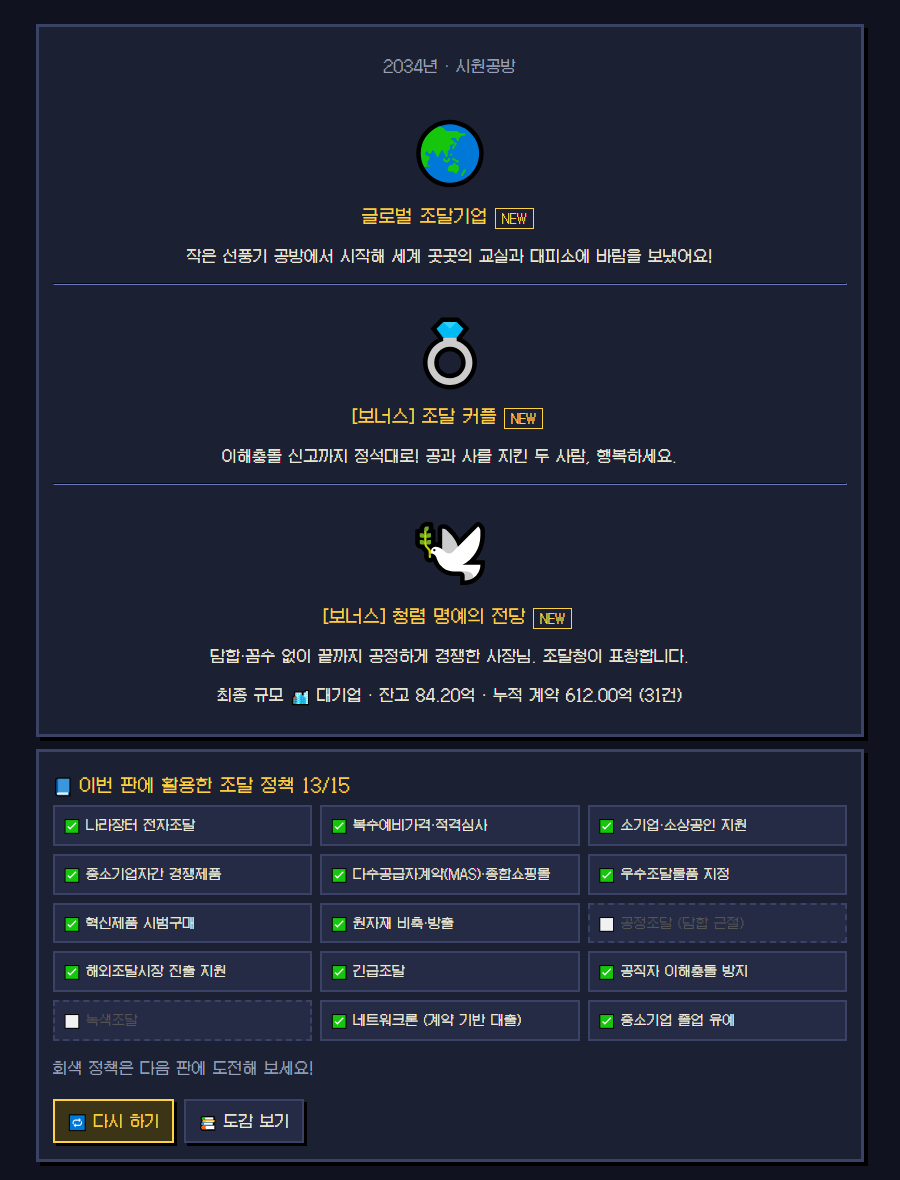 2034년 · 시원공방
글로벌 조달기업 NEW
작은 선풍기 공방에서 시작해 세계 곳곳의 교실과 대피소에 바람을 보냈어요!
[보너스] 조달 커플 NEW
이해충돌 신고까지 정석대로! 공과 사를 지킨 두 사람, 행복하세요.
[보너스] 청렴 명예의 전당 NEW
담합·꼼수 없이 끝까지 공정하게 경쟁한 사장님. 조달청이 표창합니다.
최종 규모 대기업 · 잔고 84.20억 · 누적 계약 612.00억 (31건)
이번 판에 활용한 조달 정책 13/15
나라장터 전자조달
복수예비가격·적격심사
소기업·소상공인 지원
중소기업자간 경쟁제품
다수공급자계약(MAS)·종합쇼핑몰
우수조달물품 지정
혁신제품 시범구매
원자재 비축·방출
공정조달 (담합 근절)
해외조달시장 진출 지원
긴급조달
공직자 이해충돌 방지
녹색조달
네트워크론 (계약 기반 대출)
중소기업 졸업 유예
회색 정책은 다음 판에 도전해 보세요!
다시 하기
도감 보기